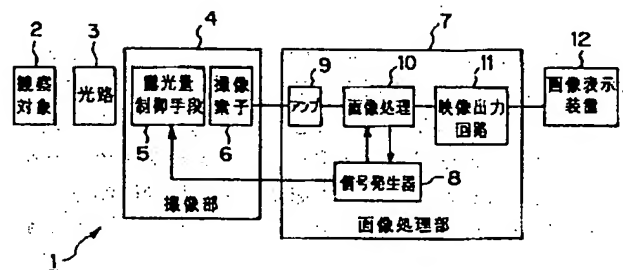 2
3
4
7
12
観察
対象
光路
露光量
制御手段
撮像
素子
5
6
撮像部
9
10
11
アンプ
画像処理
映像出力
回路
信号発生器
8
画像処理部
画像表示
装置
1